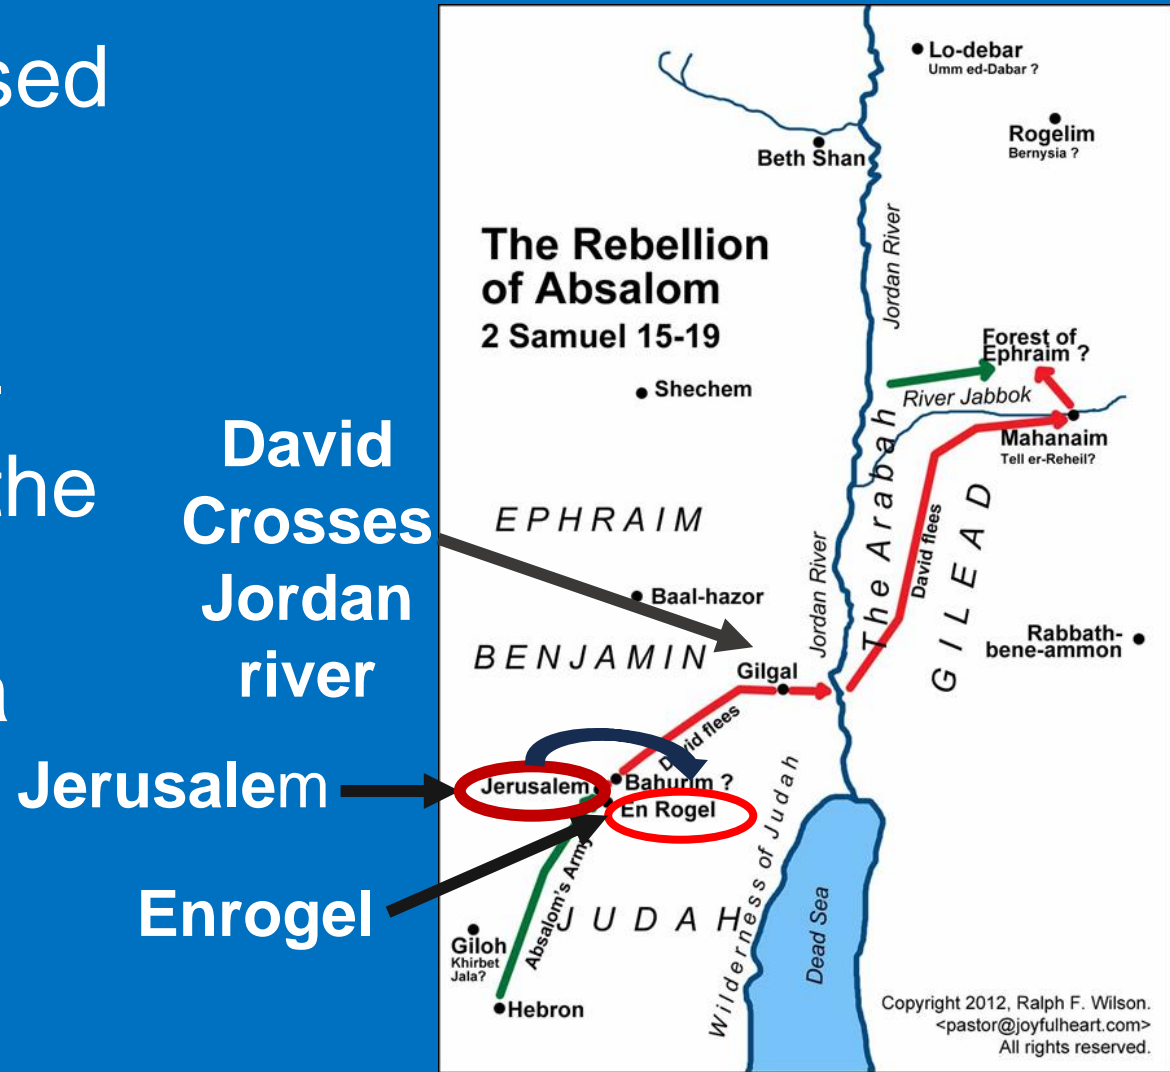 sed
the
a
David
Crosses
Jordan
river
Jerusalem
Enrogel
Lo-debar
Umm ed-Dabar ?
Rogelim
Bernysia ?
Beth Shan
The Rebellion
of Absalom
2 Samuel 15-19
Jordan River
Forest of
Ephraim ?
Shechem
River Jabbok
Mahanaim
Tell er-Reheil?
EPHRAIM
The Arabah
GILEAD
David flees
Jordan River
Baal-hazor
BENJAMIN
Rabbath-
bene-ammon
Gilgal
David flees
Jerusalem
Bahurim ?
En Rogel
Wilderness of Judah
Absalom's Army
JUDAH
Dead Sea
Giloh
Khirbet
Jala?
Hebron
Copyright 2012, Ralph F. Wilson.
<pastor@joyfulheart.com>
All rights reserved.